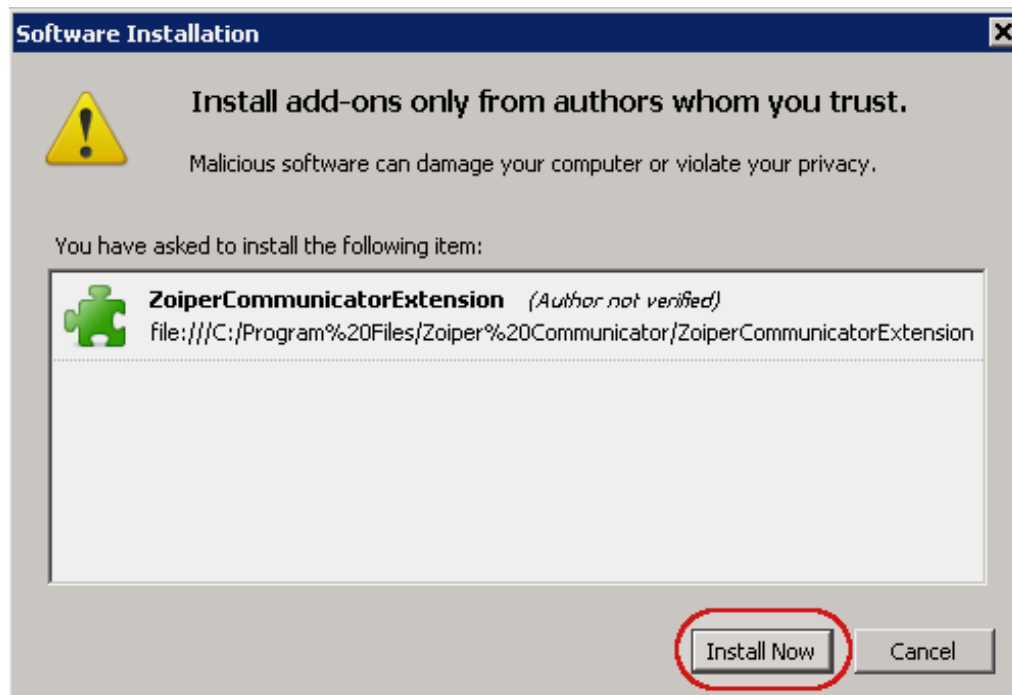 Software Installation
Install add-ons only from authors whom you trust.
Malicious software can damage your computer or violate your privacy.
You have asked to install the following item:
ZoiperCommunicatorExtension (Author not verified)
file:///C:/Program%20Files/Zoiper%20Communicator/ZoiperCommunicatorExtension
Install Now Cancel